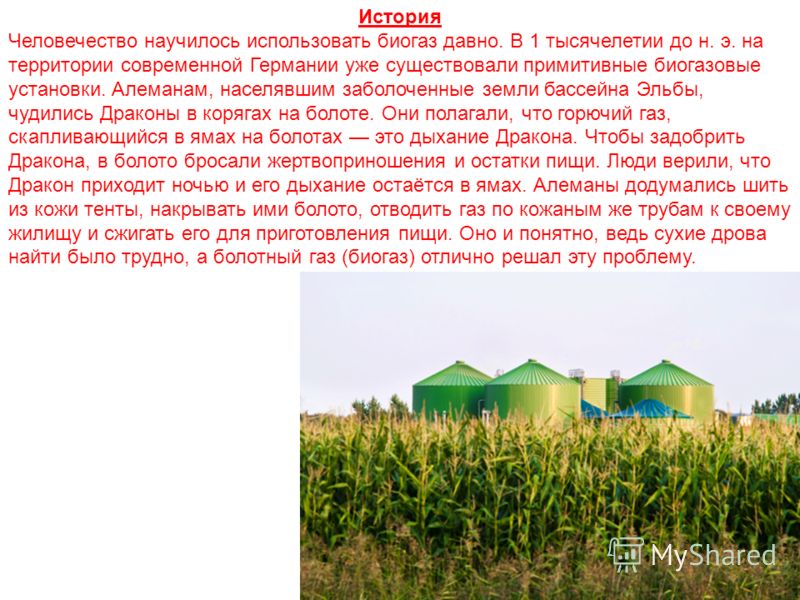 История
Человечество научилось использовать биогаз давно. В 1 тысячелетии до н. э. на
территории современной Германии уже существовали примитивные биогазовые
установки. Алеманам, населявшим заболоченные земли бассейна Эльбы,
чудились Драконы в корягах на болоте. Они полагали, что горючий газ,
скапливающийся в ямах на болотах — это дыхание Дракона. Чтобы задобрить
Дракона, в болото бросали жертвоприношения и остатки пищи. Люди верили, что
Дракон приходит ночью и его дыхание остаётся в ямах. Алеманы додумались шить
из кожи тенты, накрывать ими болото, отводить газ по кожаным же трубам к своему
жилищу и сжигать его для приготовления пищи. Оно и понятно, ведь сухие дрова
найти было трудно, а болотный газ (биогаз) отлично решал эту проблему.
MyShared